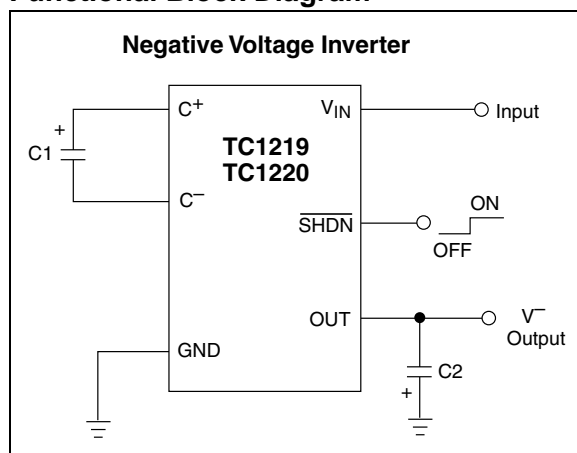 Functional Block Diagram
Negative Voltage Inverter
C+
VIN
Input
+
C1
TC1219
TC1220
C–
SHDN
ON
OFF
OUT
V–
Output
GND
C2
+